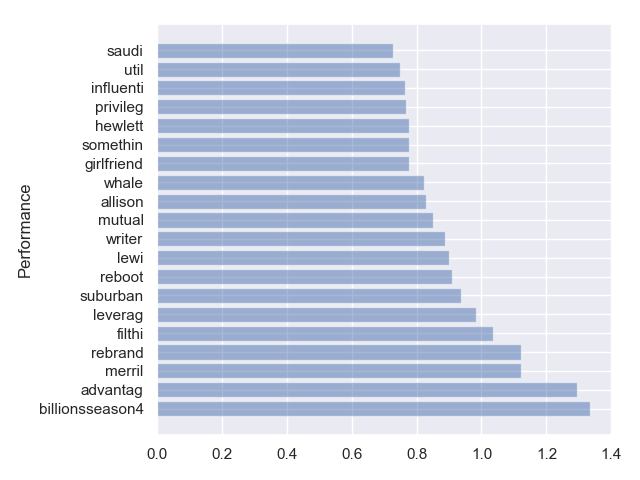 saudi
util
influenti
privileg
hewlett
somethin
girlfriend
whale
allison
mutual
writer
lewi
reboot
suburban
leverag
filthi
rebrand
merril
advantag
billionsseason4
Performance
0.0 0.2 0.4 0.6 0.8 1.0 1.2 1.4